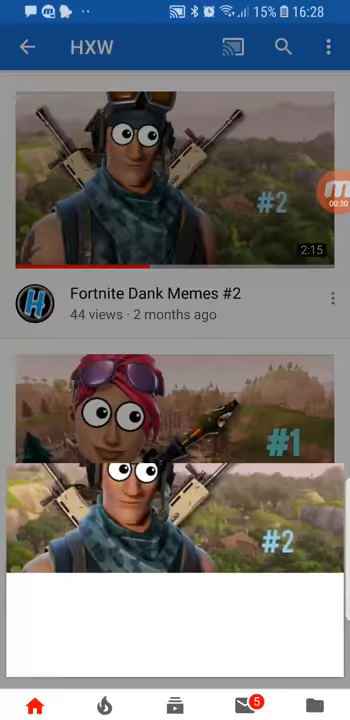 15% 16:28
HXW
#2
00:30
2:15
H
Fortnite Dank Memes #2
44 views · 2 months ago
#1
#2
5